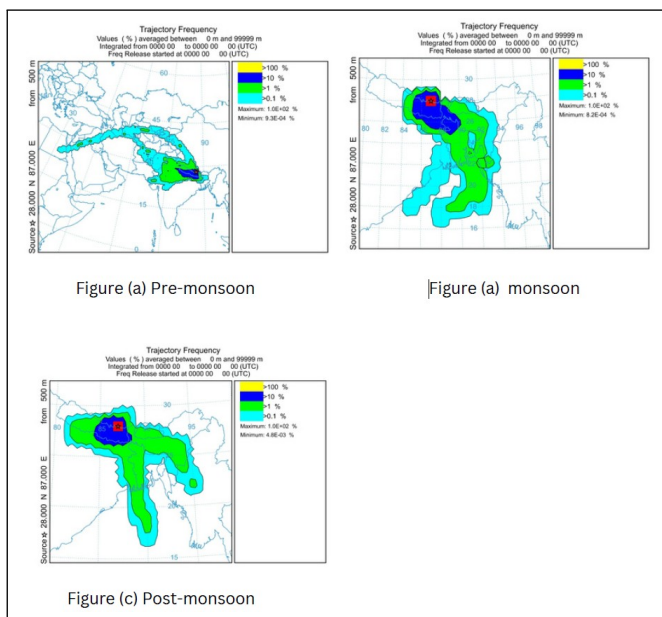 Trajectory Frequency
Values ( % ) averaged between 0 m and 99999 m
Integrated from 0000 00 to 0000 00 00 (UTC)
Freq Release started at 0000 00 00 (UTC)
Source ☆ 28.000 N 87.000 E from 500 m
>100 %
>10 %
>1 %
>0.1 %
Maximum: 1.0E+02 %
Minimum: 9.3E-04 %
Figure (a) Pre-monsoon
Trajectory Frequency
Values ( % ) averaged between 0 m and 99999 m
Integrated from 0000 00 to 0000 00 00 (UTC)
Freq Release started at 0000 00 00 (UTC)
Source ☆ 28.000 N 87.000 E from 500 m
>100 %
>10 %
>1 %
>0.1 %
Maximum: 1.0E+02 %
Minimum: 8.2E-04 %
Figure (a) monsoon
Trajectory Frequency
Values ( % ) averaged between 0 m and 99999 m
Integrated from 0000 00 to 0000 00 00 (UTC)
Freq Release started at 0000 00 00 (UTC)
Source ☆ 28.000 N 87.000 E from 500 m
>100 %
>10 %
>1 %
>0.1 %
Maximum: 1.0E+02 %
Minimum: 4.8E-03 %
Figure (c) Post-monsoon